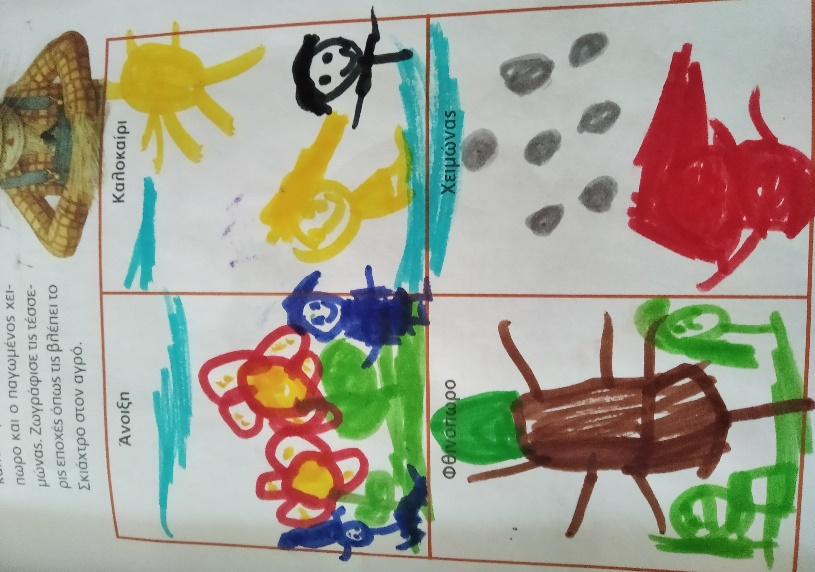 πωρο και ο παγωμένος χει-
μώνας. Ζωγράφισε τις τέσσε-
ρις εποχές όπως τις βλέπει το
Σκιάχτρο στον αγρό.
Άνοιξη
Καλοκαίρι
Φθινόπωρο
Χειμώνας